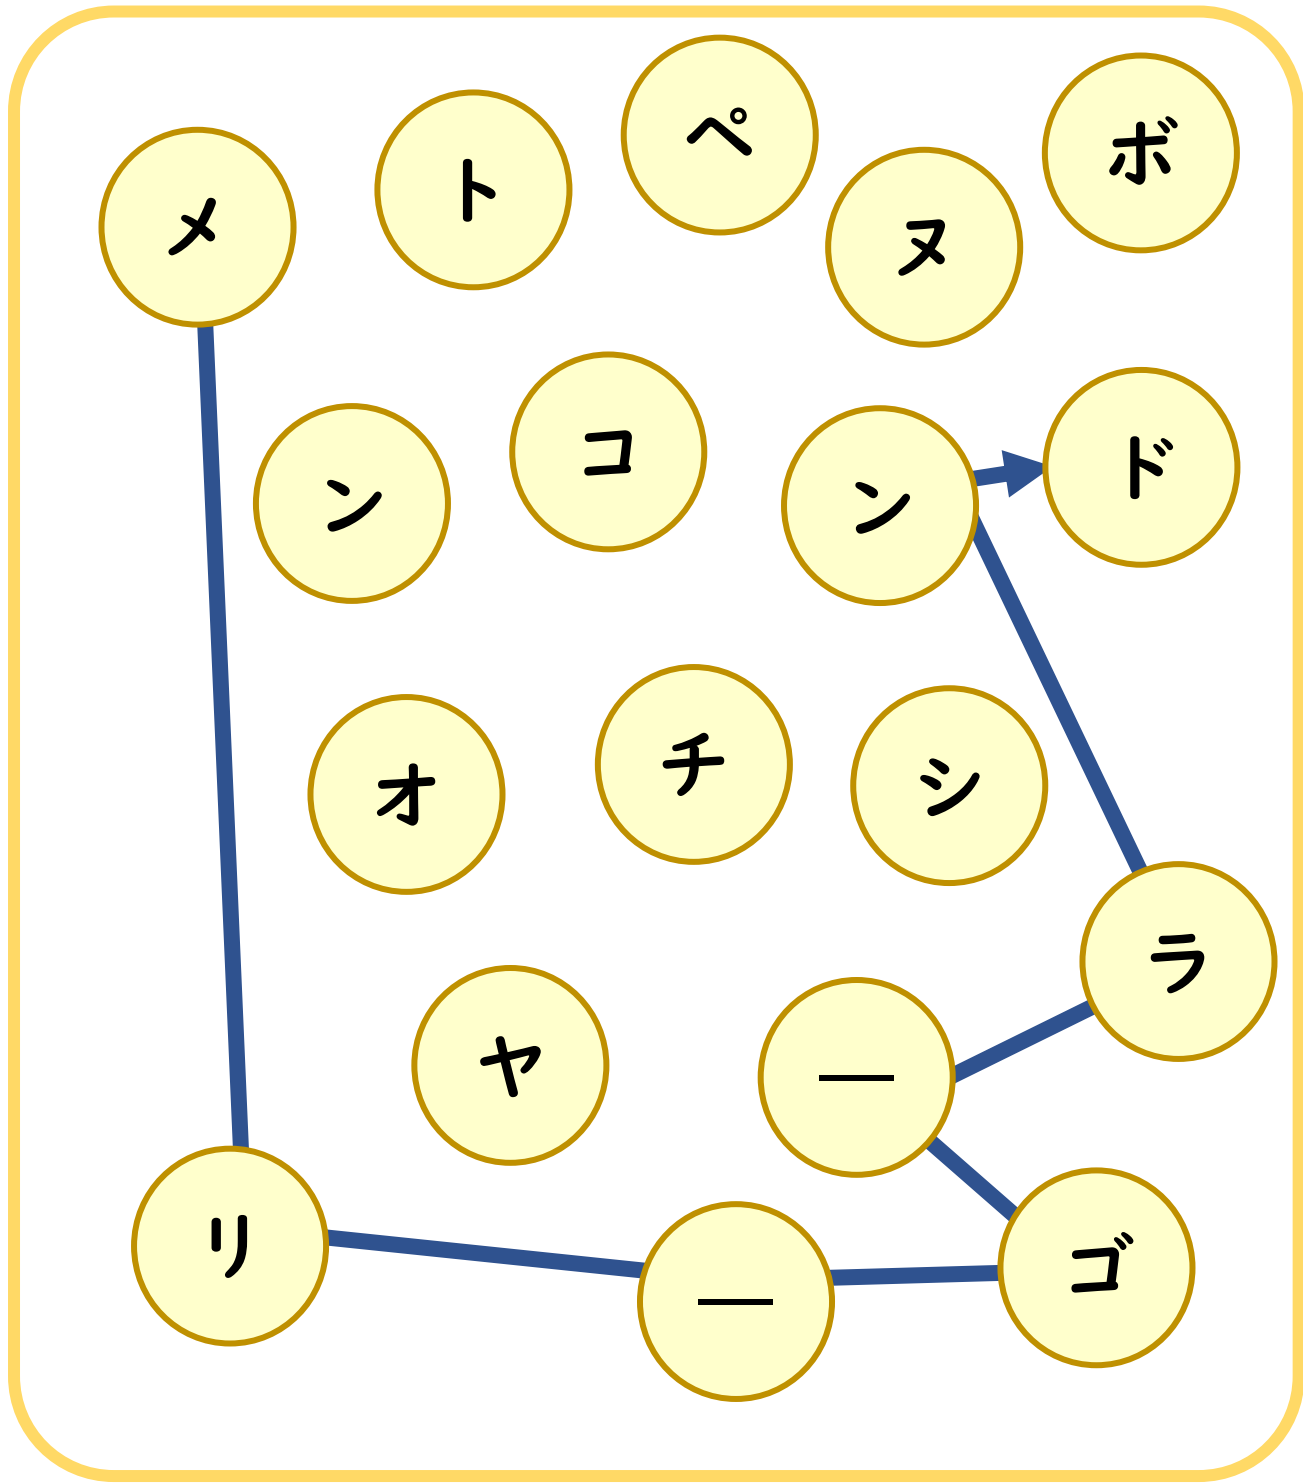 メ
ト
ペ
ヌ
ボ
ン
コ
ン
ド
オ
チ
シ
ラ
ヤ
ー
リ
ー
ゴ